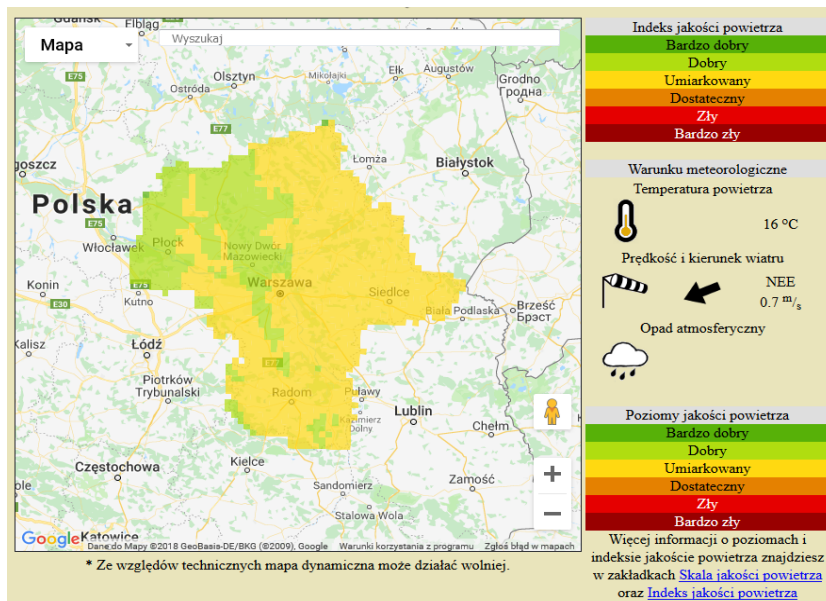 Gdańsk
Elbląg
Mapa
Wyszukaj
E75
Olsztyn
Mikołajki
Ełk
Augustów
Grodno
Гродна
Ostróda
E77
Łomża
Białystok
goszcz
Polska
E75
Włocławek
Płock
Nowy Dwór
Mazowiecki
Konin
E75
Warszawa
Siedlce
E30
Kutno
Biała Podlaska
Brześć
Брэст
Kalisz
Łódź
E77
Piotrków
Trybunalski
Radom
Puławy
Kazimierz
Dolny
Lublin
Chełm
Częstochowa
Kielce
ole
Sandomierz
Zamość
Stalowa Wola
Google
Katowice
Dane do Mapy ©2018 GeoBasis-DE/BKG (©2009), Google Warunki korzystania z programu Zgłoś błąd w mapach
* Ze względów technicznych mapa dynamiczna może działać wolniej.
Indeks jakości powietrza
Bardzo dobry
Dobry
Umiarkowany
Dostateczny
Zły
Bardzo zły
Warunku meteorologiczne
Temperatura powietrza
16 °C
Prędkość i kierunek wiatru
NEE
0.7 m/s
Opad atmosferyczny
Poziomy jakości powietrza
Bardzo dobry
Dobry
Umiarkowany
Dostateczny
Zły
Bardzo zły
Więcej informacji o poziomach i
indeksie jakoście powietrza znajdziesz
w zakładkach Skala jakości powietrza
oraz Indeks jakości powietrza